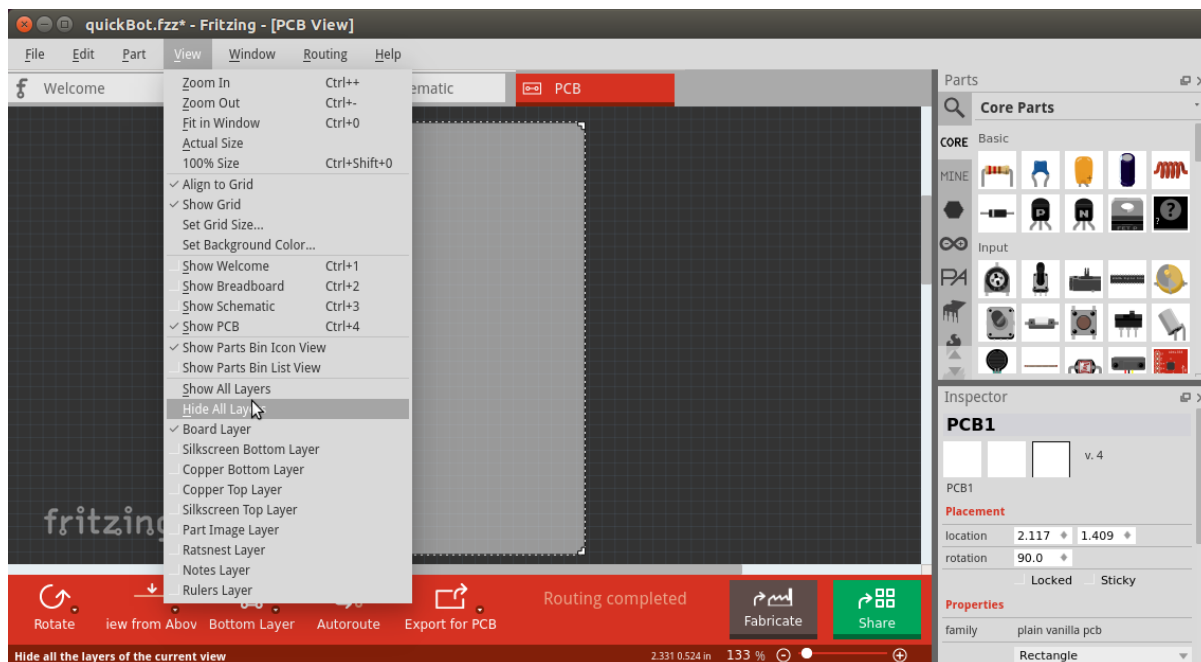 quickBot.fzz* - Fritzing - [PCB View]
File Edit Part View Window Routing Help
Welcome ematic PCB
Zoom In Ctrl++
Zoom Out Ctrl+-
Fit in Window Ctrl+0
Actual Size
100% Size Ctrl+Shift+0
Align to Grid
Show Grid
Set Grid Size...
Set Background Color...
Show Welcome Ctrl+1
Show Breadboard Ctrl+2
Show Schematic Ctrl+3
Show PCB Ctrl+4
Show Parts Bin Icon View
Show Parts Bin List View
Show All Layers
Hide All Lay
Board Layer
Silkscreen Bottom Layer
Copper Bottom Layer
Copper Top Layer
Silkscreen Top Layer
Part Image Layer
Ratsnest Layer
Notes Layer
Rulers Layer
fritzing
Rotate iew from Abov Bottom Layer Autoroute Export for PCB
Routing completed
Fabricate
Share
Hide all the layers of the current view
2.331 0.524 in 133 %
Parts
Core Parts
CORE
MINE
PA
Basic
P N
?
Input
Inspector
PCB1
v. 4
PCB1
Placement
location 2.117 1.409
rotation 90.0
Locked Sticky
Properties
family plain vanilla pcb
Rectangle